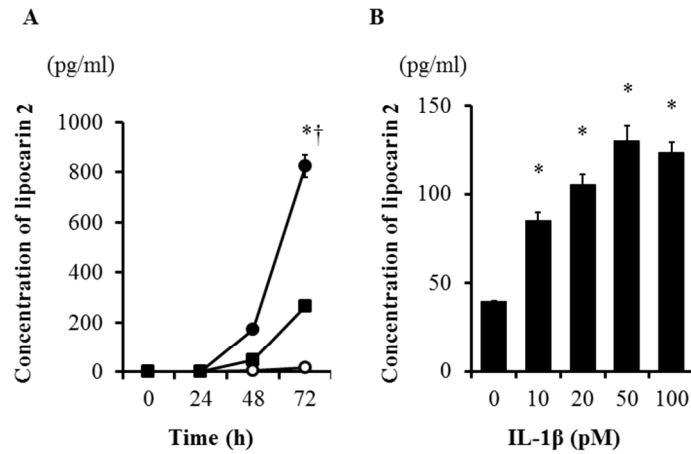 A
(pg/ml)
Concentration of lipocarin 2
1000
800
600
400
200
0
*†
0 24 48 72
Time (h)
B
(pg/ml)
Concentration of lipocarin 2
150
100
50
0
* * * *
0 10 20 50 100
IL-1β (pM)